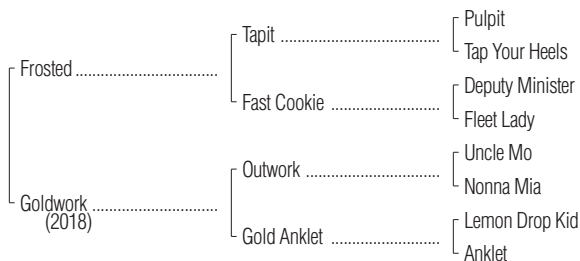 Pulpit
Tapit
Tap Your Heels
Frosted
Deputy Minister
Fast Cookie
Fleet Lady
Uncle Mo
Outwork
Nonna Mia
Goldwork
(2018)
Lemon Drop Kid
Gold Anklet
Anklet